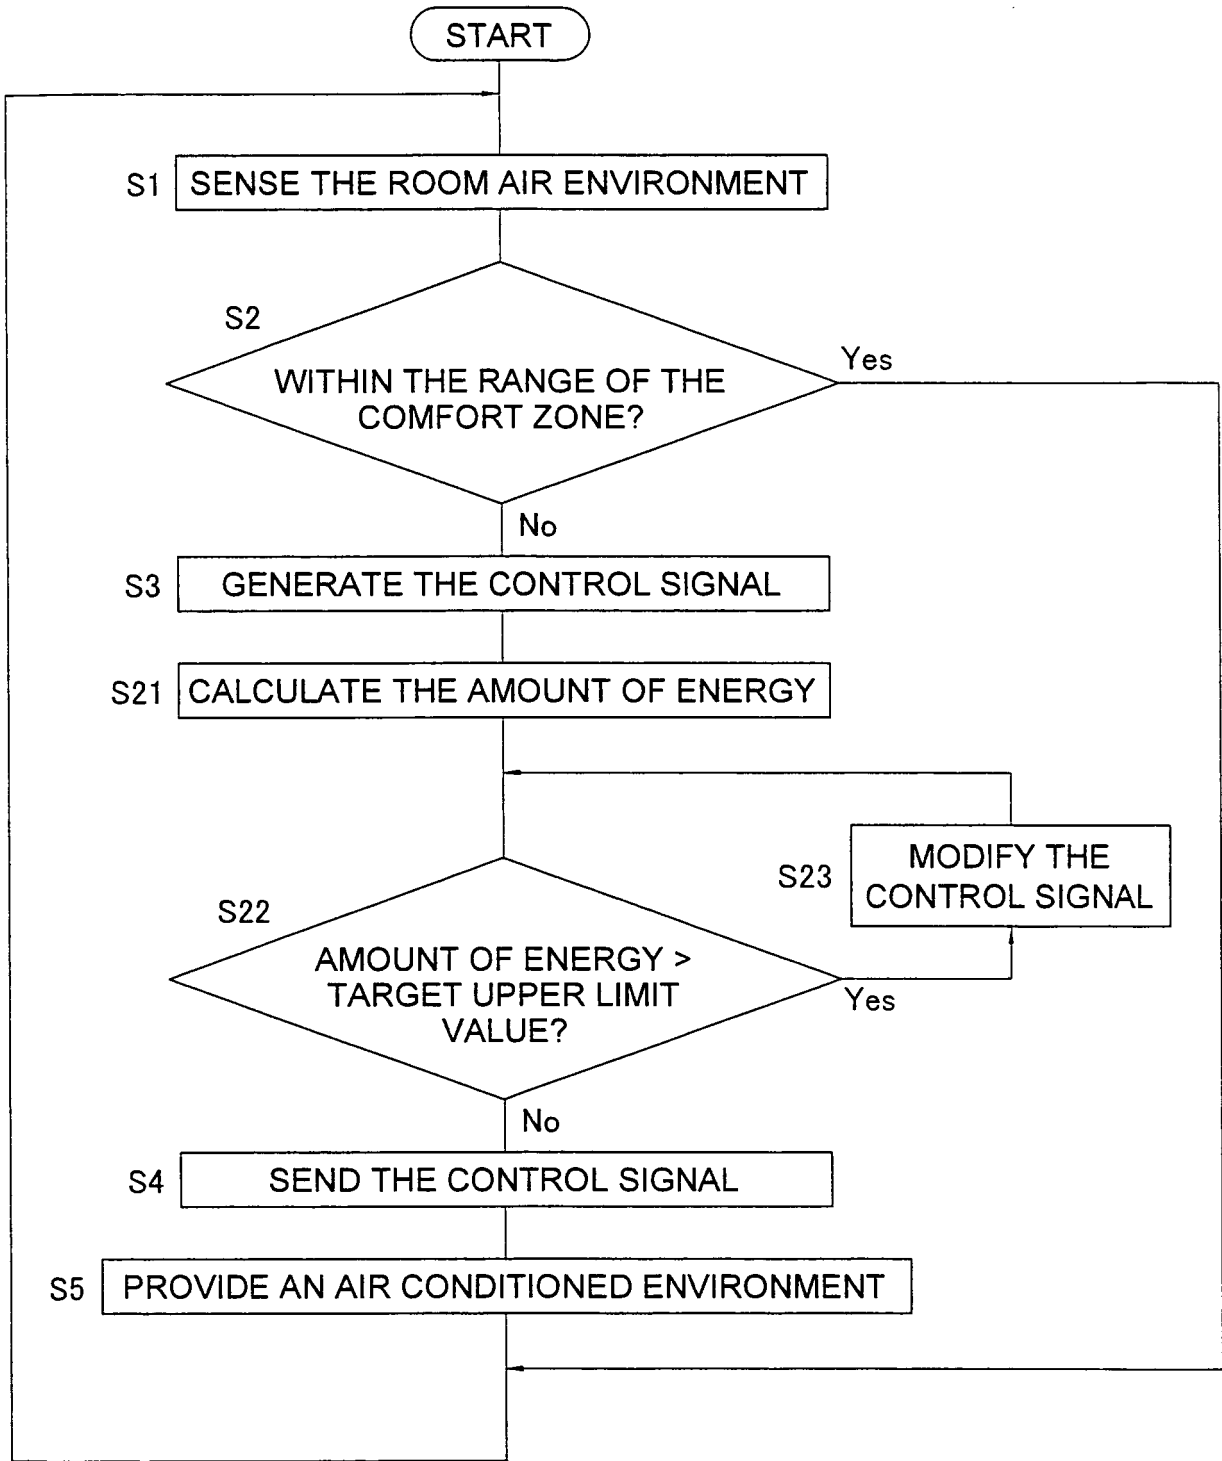 START
S1 SENSE THE ROOM AIR ENVIRONMENT
S2
WITHIN THE RANGE OF THE
COMFORT ZONE?
Yes
No
S3 GENERATE THE CONTROL SIGNAL
S21 CALCULATE THE AMOUNT OF ENERGY
S23
MODIFY THE
CONTROL SIGNAL
S22
AMOUNT OF ENERGY >
TARGET UPPER LIMIT
VALUE?
Yes
No
S4 SEND THE CONTROL SIGNAL
S5 PROVIDE AN AIR CONDITIONED ENVIRONMENT